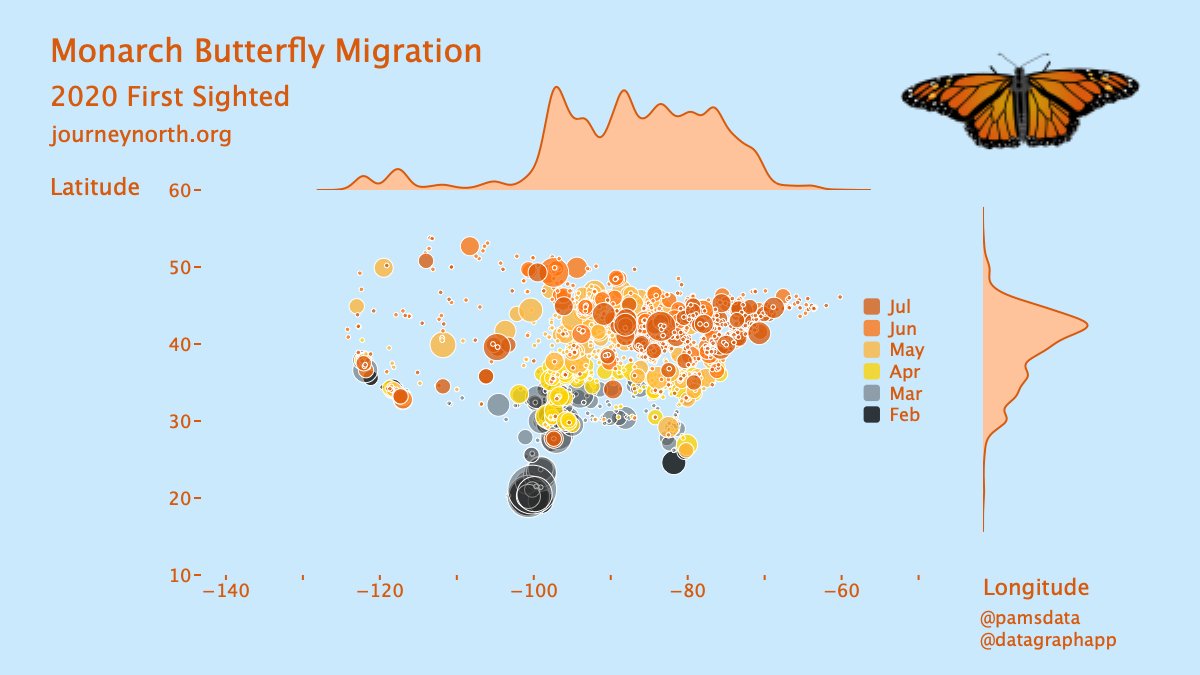 Monarch Butterfly Migration
2020 First Sighted
journeynorth.org
Latitude
60
50
40
30
20
10
−140
−120
−100
−80
−60
Jul
Jun
May
Apr
Mar
Feb
Longitude
@pamsdata
@datagraphapp